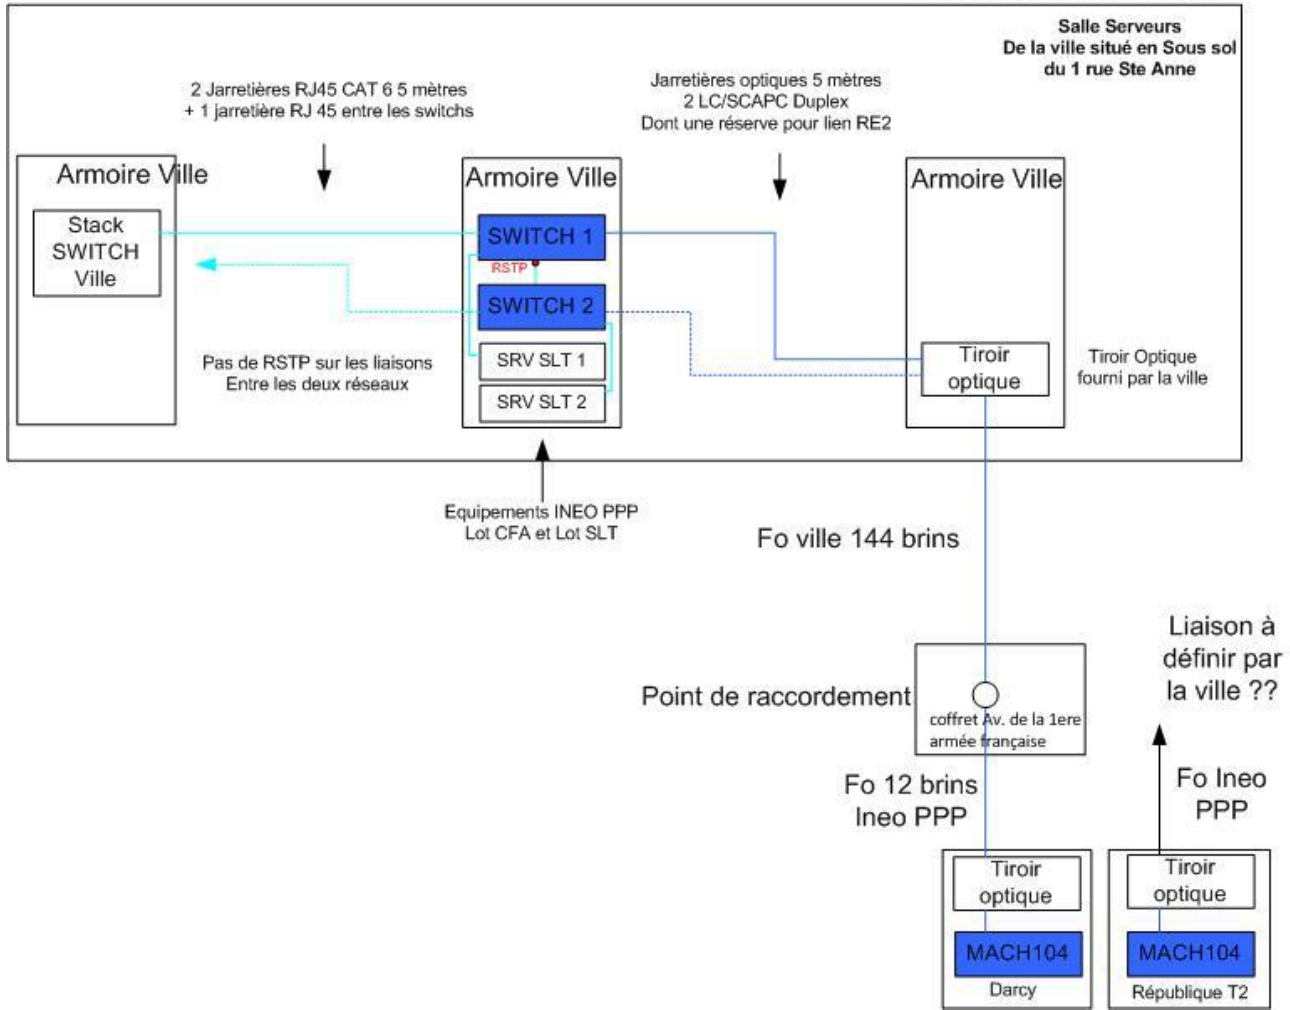 Salle Serveurs
De la ville situé en Sous sol
du 1 rue Ste Anne
2 Jarretières RJ45 CAT 6 5 mètres
+ 1 jarretière RJ 45 entre les switchs
Jarretières optiques 5 mètres
2 LC/SCAPC Duplex
Dont une réserve pour lien RE2
Armoire Ville
Stack
SWITCH
Ville
Armoire Ville
SWITCH 1
RSTP
SWITCH 2
SRV SLT 1
SRV SLT 2
Armoire Ville
Tiroir
optique
Tiroir Optique
fourni par la ville
Pas de RSTP sur les liaisons
Entre les deux réseaux
Equipements INEO PPP
Lot CFA et Lot SLT
Fo ville 144 brins
Point de raccordement
coffret Av. de la 1ere
armée française
Liaison à
définir par
la ville ??
Fo 12 brins
Ineo PPP
Fo Ineo
PPP
Tiroir
optique
MACH104
Darcy
Tiroir
optique
MACH104
République T2